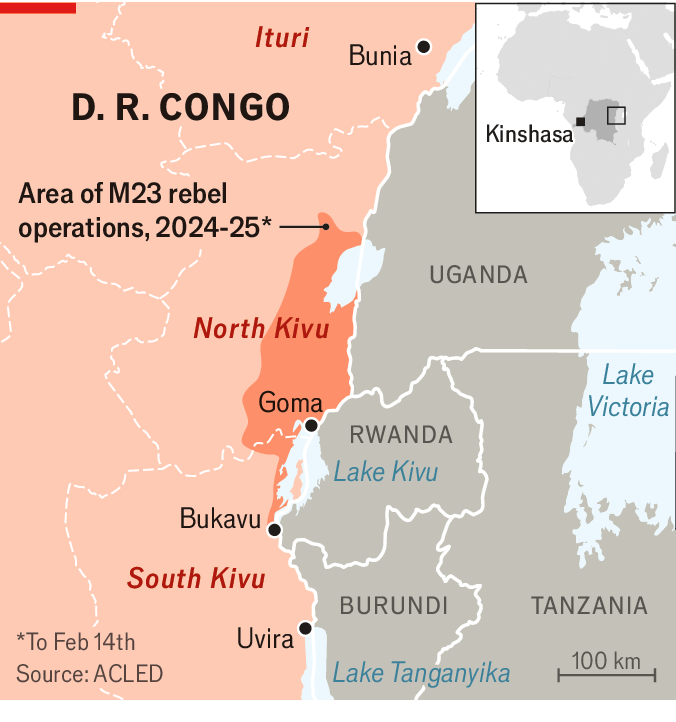 Ituri
Bunia
D. R. CONGO
Kinshasa
Area of M23 rebel
operations, 2024-25*
UGANDA
North Kivu
Lake
Victoria
Goma
RWANDA
Lake Kivu
Bukavu
South Kivu
BURUNDI
TANZANIA
*To Feb 14th
Uvira
Source: ACLED
Lake Tanganyika
100 km